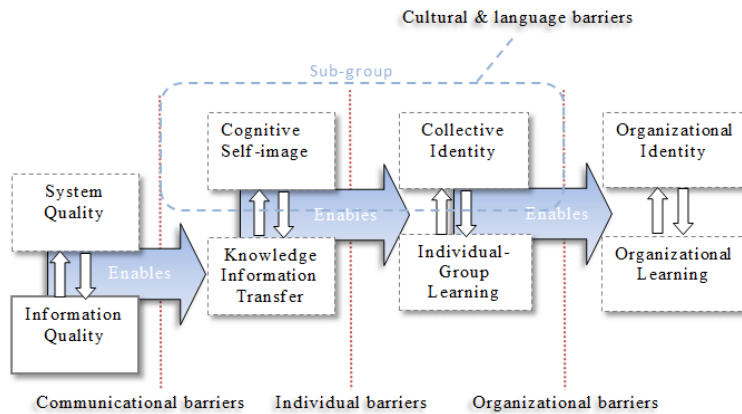 Cultural & language barriers
Sub-group
Cognitive
Self-image
Collective
Identity
Organizational
Identity
System
Quality
Enables
Enables
Enables
Knowledge
Information
Transfer
Individual-
Group
Learning
Organizational
Learning
Information
Quality
Communicational barriers
Individual barriers
Organizational barriers